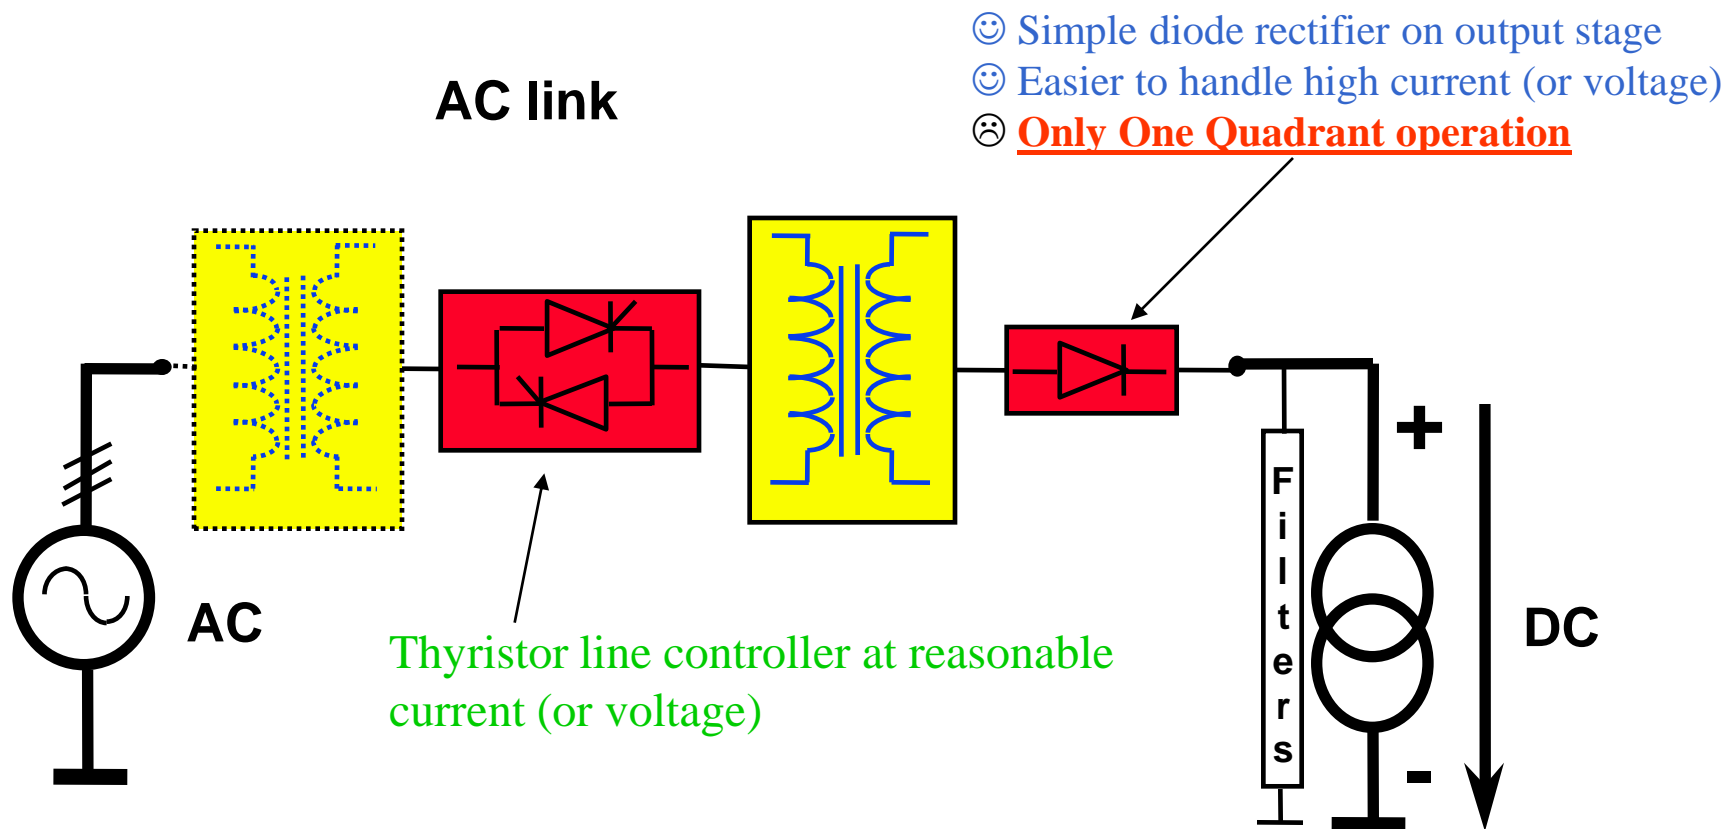 ☺ Simple diode rectifier on output stage
☺ Easier to handle high current (or voltage)
☹ Only One Quadrant operation
AC link
AC
Thyristor line controller at reasonable
current (or voltage)
Filters
+
-
DC